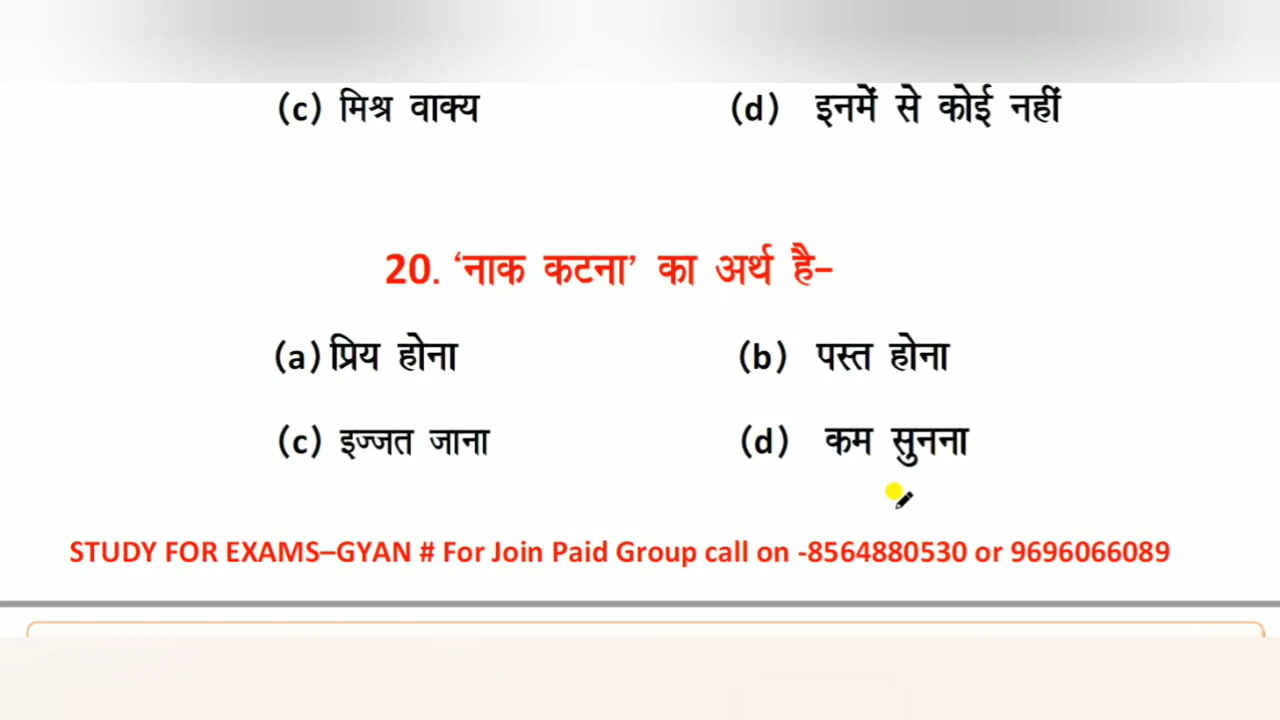 (c) मिश्र वाक्य (d) इनमें से कोई नहीं
20. ‘नाक कटना’ का अर्थ है–
(a) प्रिय होना (b) पस्त होना
(c) इज्जत जाना (d) कम सुनना
STUDY FOR EXAMS–GYAN # For Join Paid Group call on -8564880530 or 9696066089